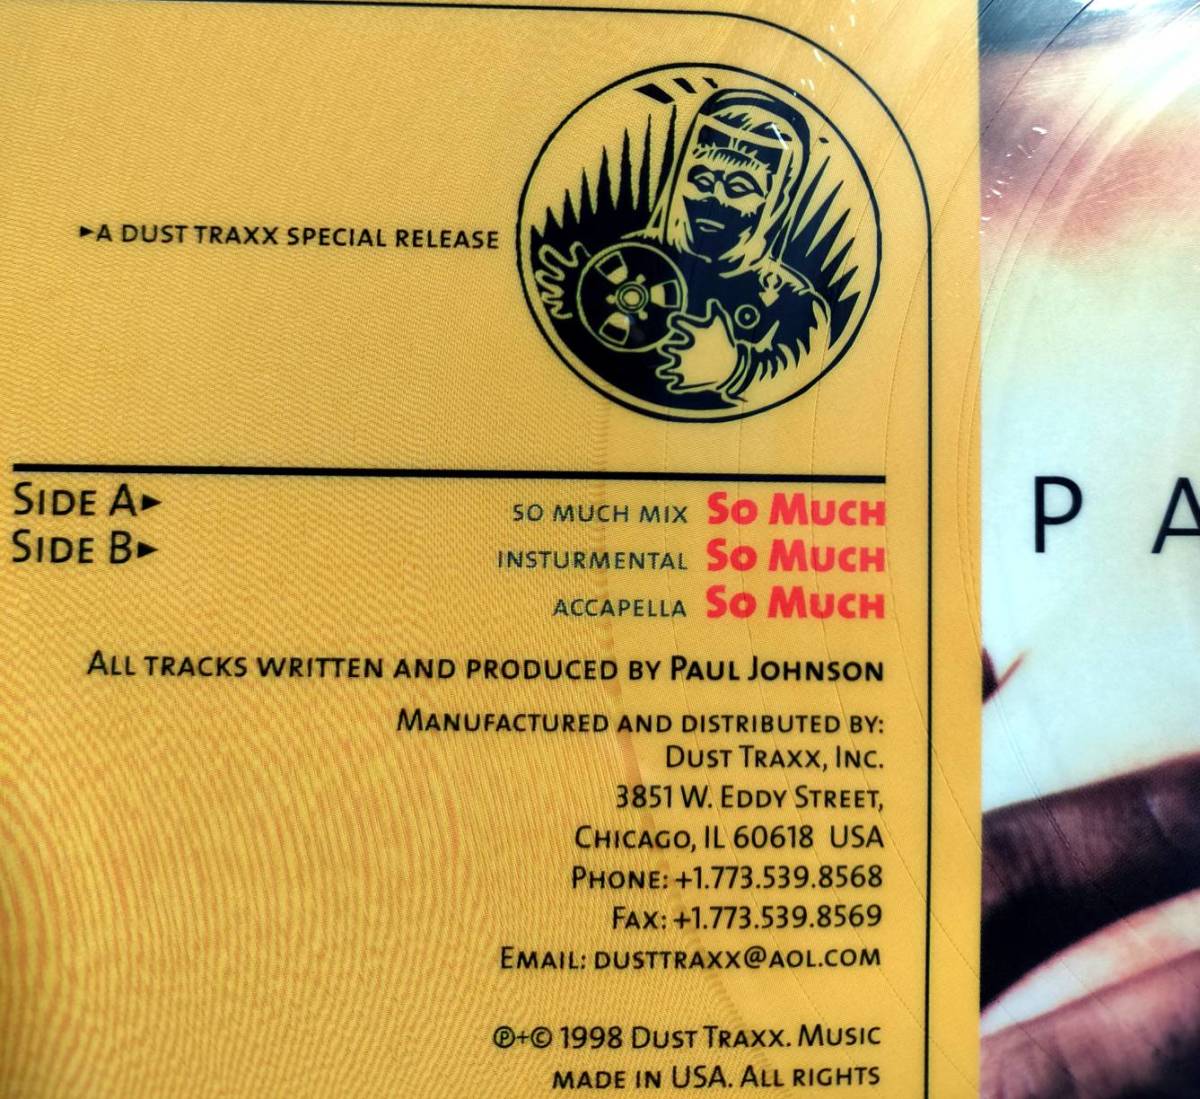 ▸A DUST TRAXX SPECIAL RELEASE
SIDE A▸ SO MUCH MIX SO MUCH
SIDE B▸ INSTURMENTAL SO MUCH
ACCAPELLA SO MUCH
ALL TRACKS WRITTEN AND PRODUCED BY PAUL JOHNSON
MANUFACTURED AND DISTRIBUTED BY:
DUST TRAXX, INC.
3851 W. EDDY STREET,
CHICAGO, IL 60618 USA
PHONE: +1.773.539.8568
FAX: +1.773.539.8569
EMAIL: DUSTTRAXX@AOL.COM
℗+© 1998 DUST TRAXX. MUSIC
MADE IN USA. ALL RIGHTS
P A